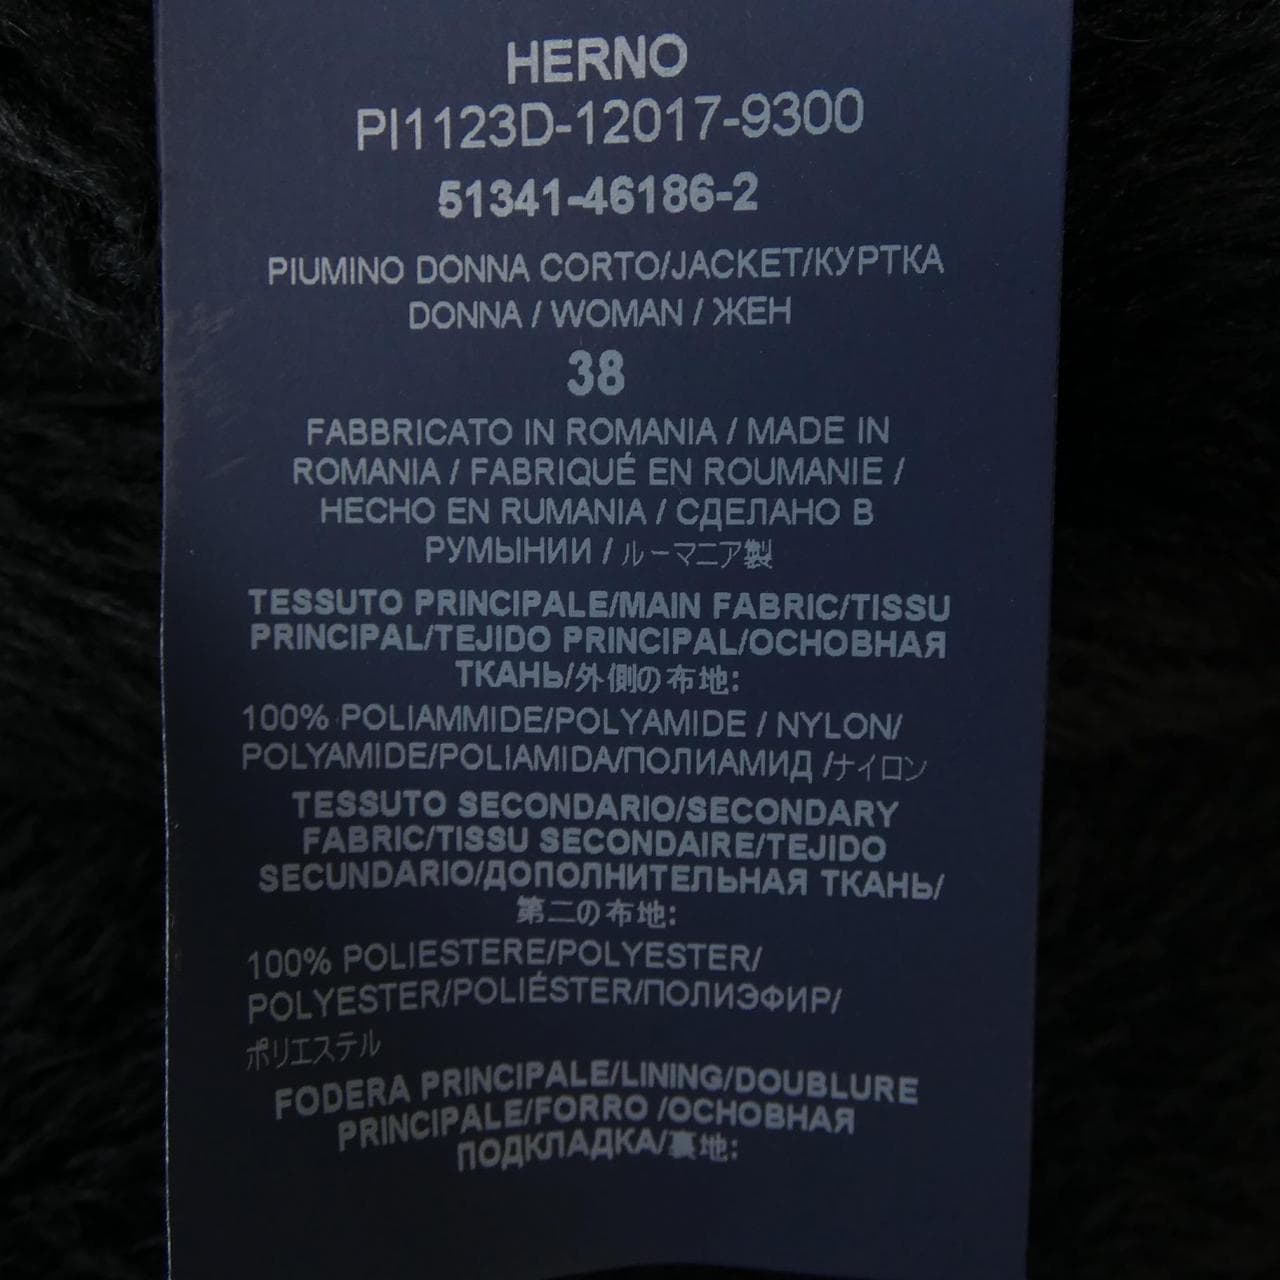 HERNO
PI1123D-12017-9300
51341-46186-2
PIUMINO DONNA CORTO/JACKET/КУРТКА
DONNA / WOMAN / ЖЕН
38
FABBRICATO IN ROMANIA / MADE IN
ROMANIA / FABRIQUÉ EN ROUMANIE /
HECHO EN RUMANIA / СДЕЛАНО В
РУМЫНИИ / ルーマニア製
TESSUTO PRINCIPALE/MAIN FABRIC/TISSU
PRINCIPAL/TEJIDO PRINCIPAL/ОСНОВНАЯ
ТКАНЬ/外側の布地:
100% POLIAMMIDE/POLYAMIDE / NYLON/
POLYAMIDE/POLIAMIDA/ПОЛИАМИД /ナイロン
TESSUTO SECONDARIO/SECONDARY
FABRIC/TISSU SECONDAIRE/TEJIDO
SECUNDARIO/ДОПОЛНИТЕЛЬНАЯ ТКАНЬ/
第二の布地:
100% POLIESTERE/POLYESTER/
POLYESTER/POLIÉSTER/ПОЛИЭФИР/
ポリエステル
FODERA PRINCIPALE/LINING/DOUBLURE
PRINCIPALE/FORRO /ОСНОВНАЯ
ПОДКЛАДКА/裏地: